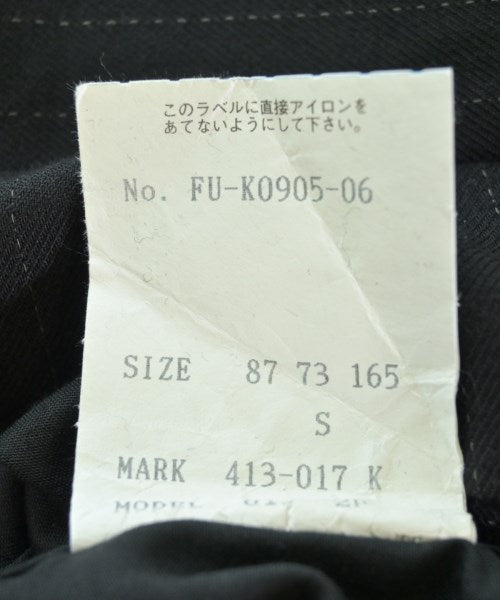 このラベルに直接アイロンを
あてないようにして下さい。
No. FU-K0905-06
SIZE 87 73 165
S
MARK 413-017 K
MODEL